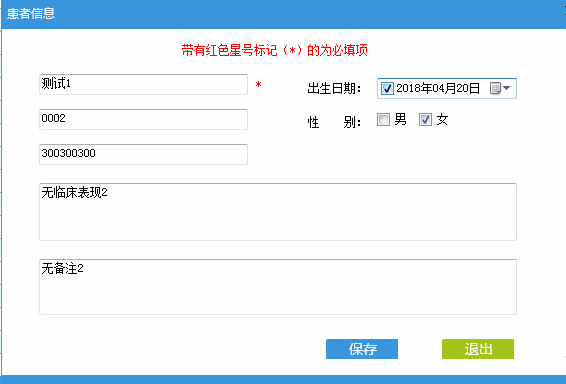 患者信息
带有红色星号标记（*）的为必填项
测试1 *
出生日期： 2018年04月20日
0002
性 别： 男 女
300300300
无临床表现2
无备注2
保存 退出